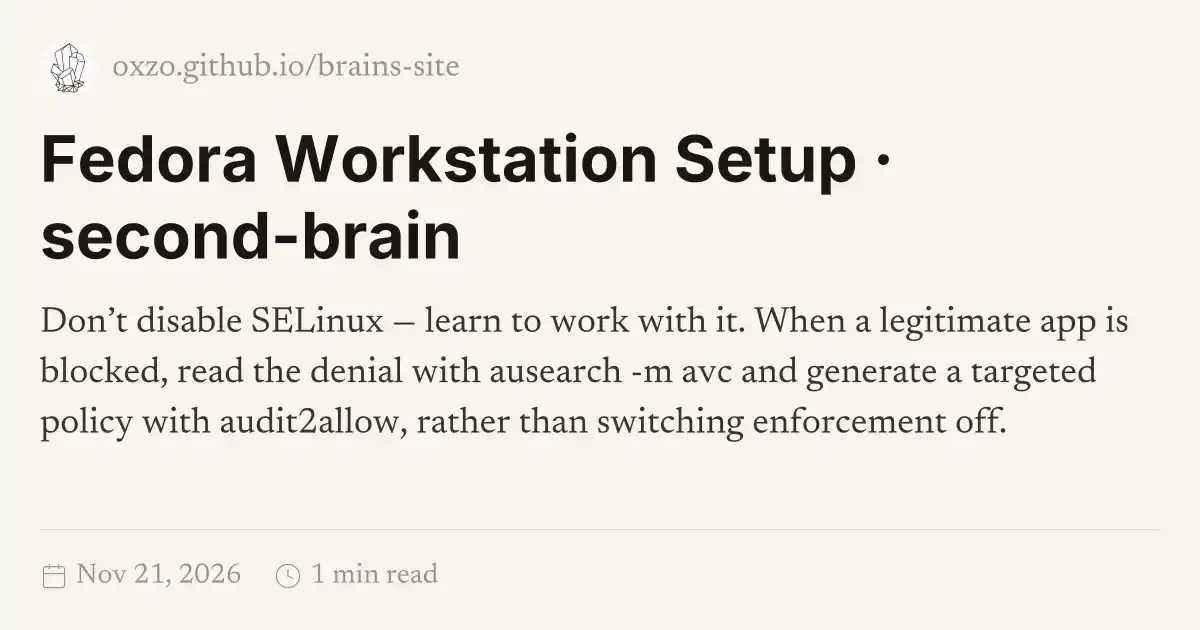 oxzo.github.io/brains-site
Fedora Workstation Setup ·
second-brain
Don’t disable SELinux — learn to work with it. When a legitimate app is
blocked, read the denial with ausearch -m avc and generate a targeted
policy with audit2allow, rather than switching enforcement off.
Nov 21, 2026 1 min read